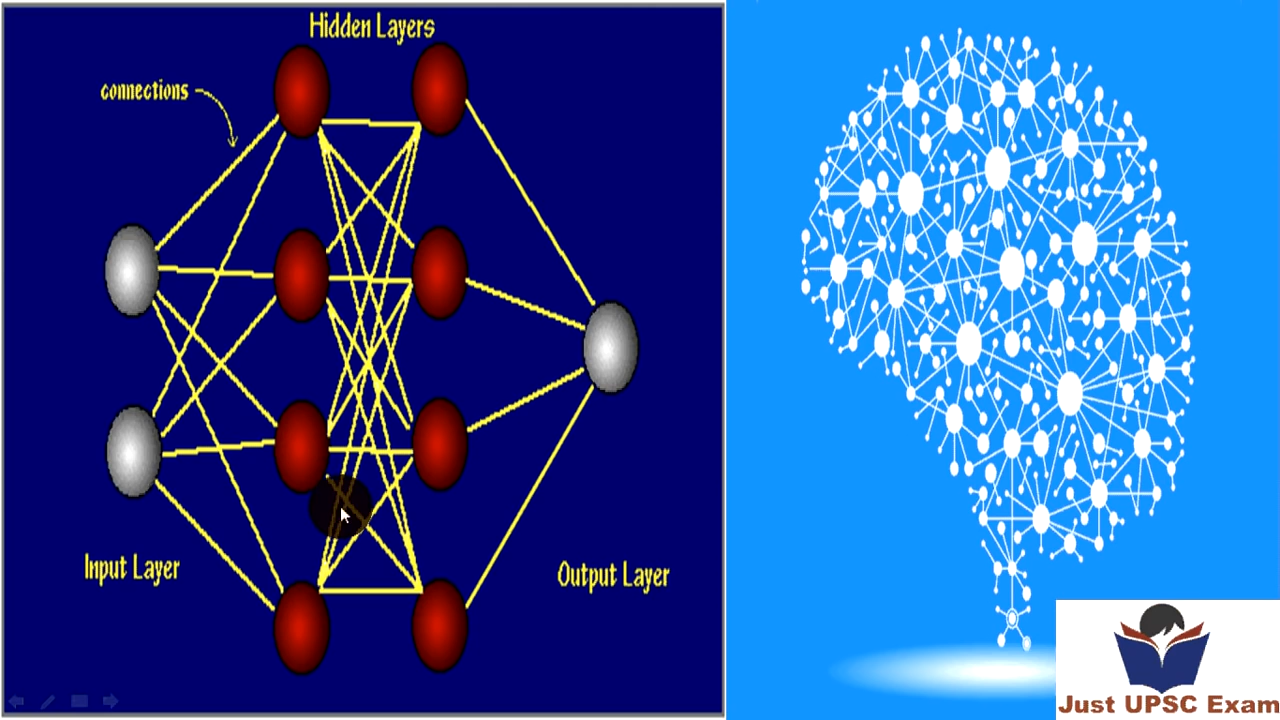 Hidden Layers
connections
Input Layer
Output Layer
Just UPSC Exam